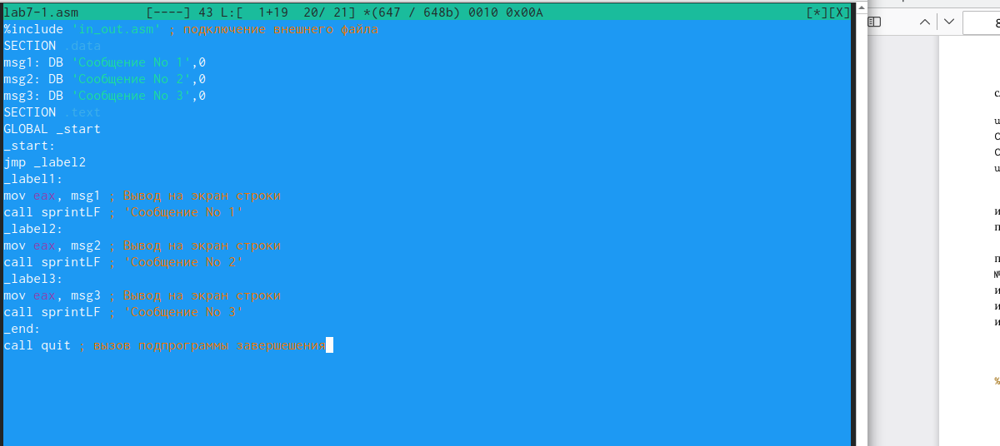 lab7-1.asm [----] 43 L:[ 1+19 20/ 21] *(647 / 648b) 0010 0x00A [*][X]
%include 'in_out.asm' ; подключение внешнего файла
SECTION .data
msg1: DB 'Сообщение No 1',0
msg2: DB 'Сообщение No 2',0
msg3: DB 'Сообщение No 3',0
SECTION .text
GLOBAL _start
_start:
jmp _label2
_label1:
mov eax, msg1 ; Вывод на экран строки
call sprintLF ; 'Сообщение No 1'
_label2:
mov eax, msg2 ; Вывод на экран строки
call sprintLF ; 'Сообщение No 2'
_label3:
mov eax, msg3 ; Вывод на экран строки
call sprintLF ; 'Сообщение No 3'
_end:
call quit ; вызов подпрограммы завершешения